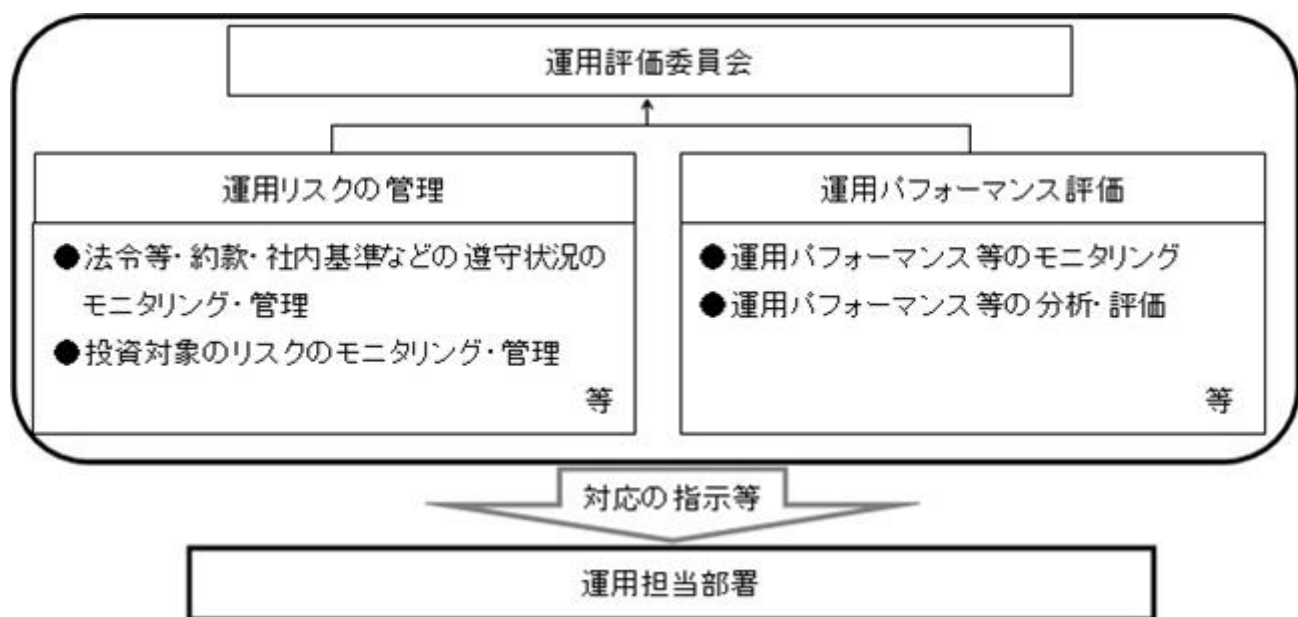 運用評価委員会
運用リスクの管理
●法令等・約款・社内基準などの遵守状況の
モニタリング・管理
●投資対象のリスクのモニタリング・管理
等
運用パフォーマンス評価
●運用パフォーマンス等のモニタリング
●運用パフォーマンス等の分析・評価
等
対応の指示等
運用担当部署